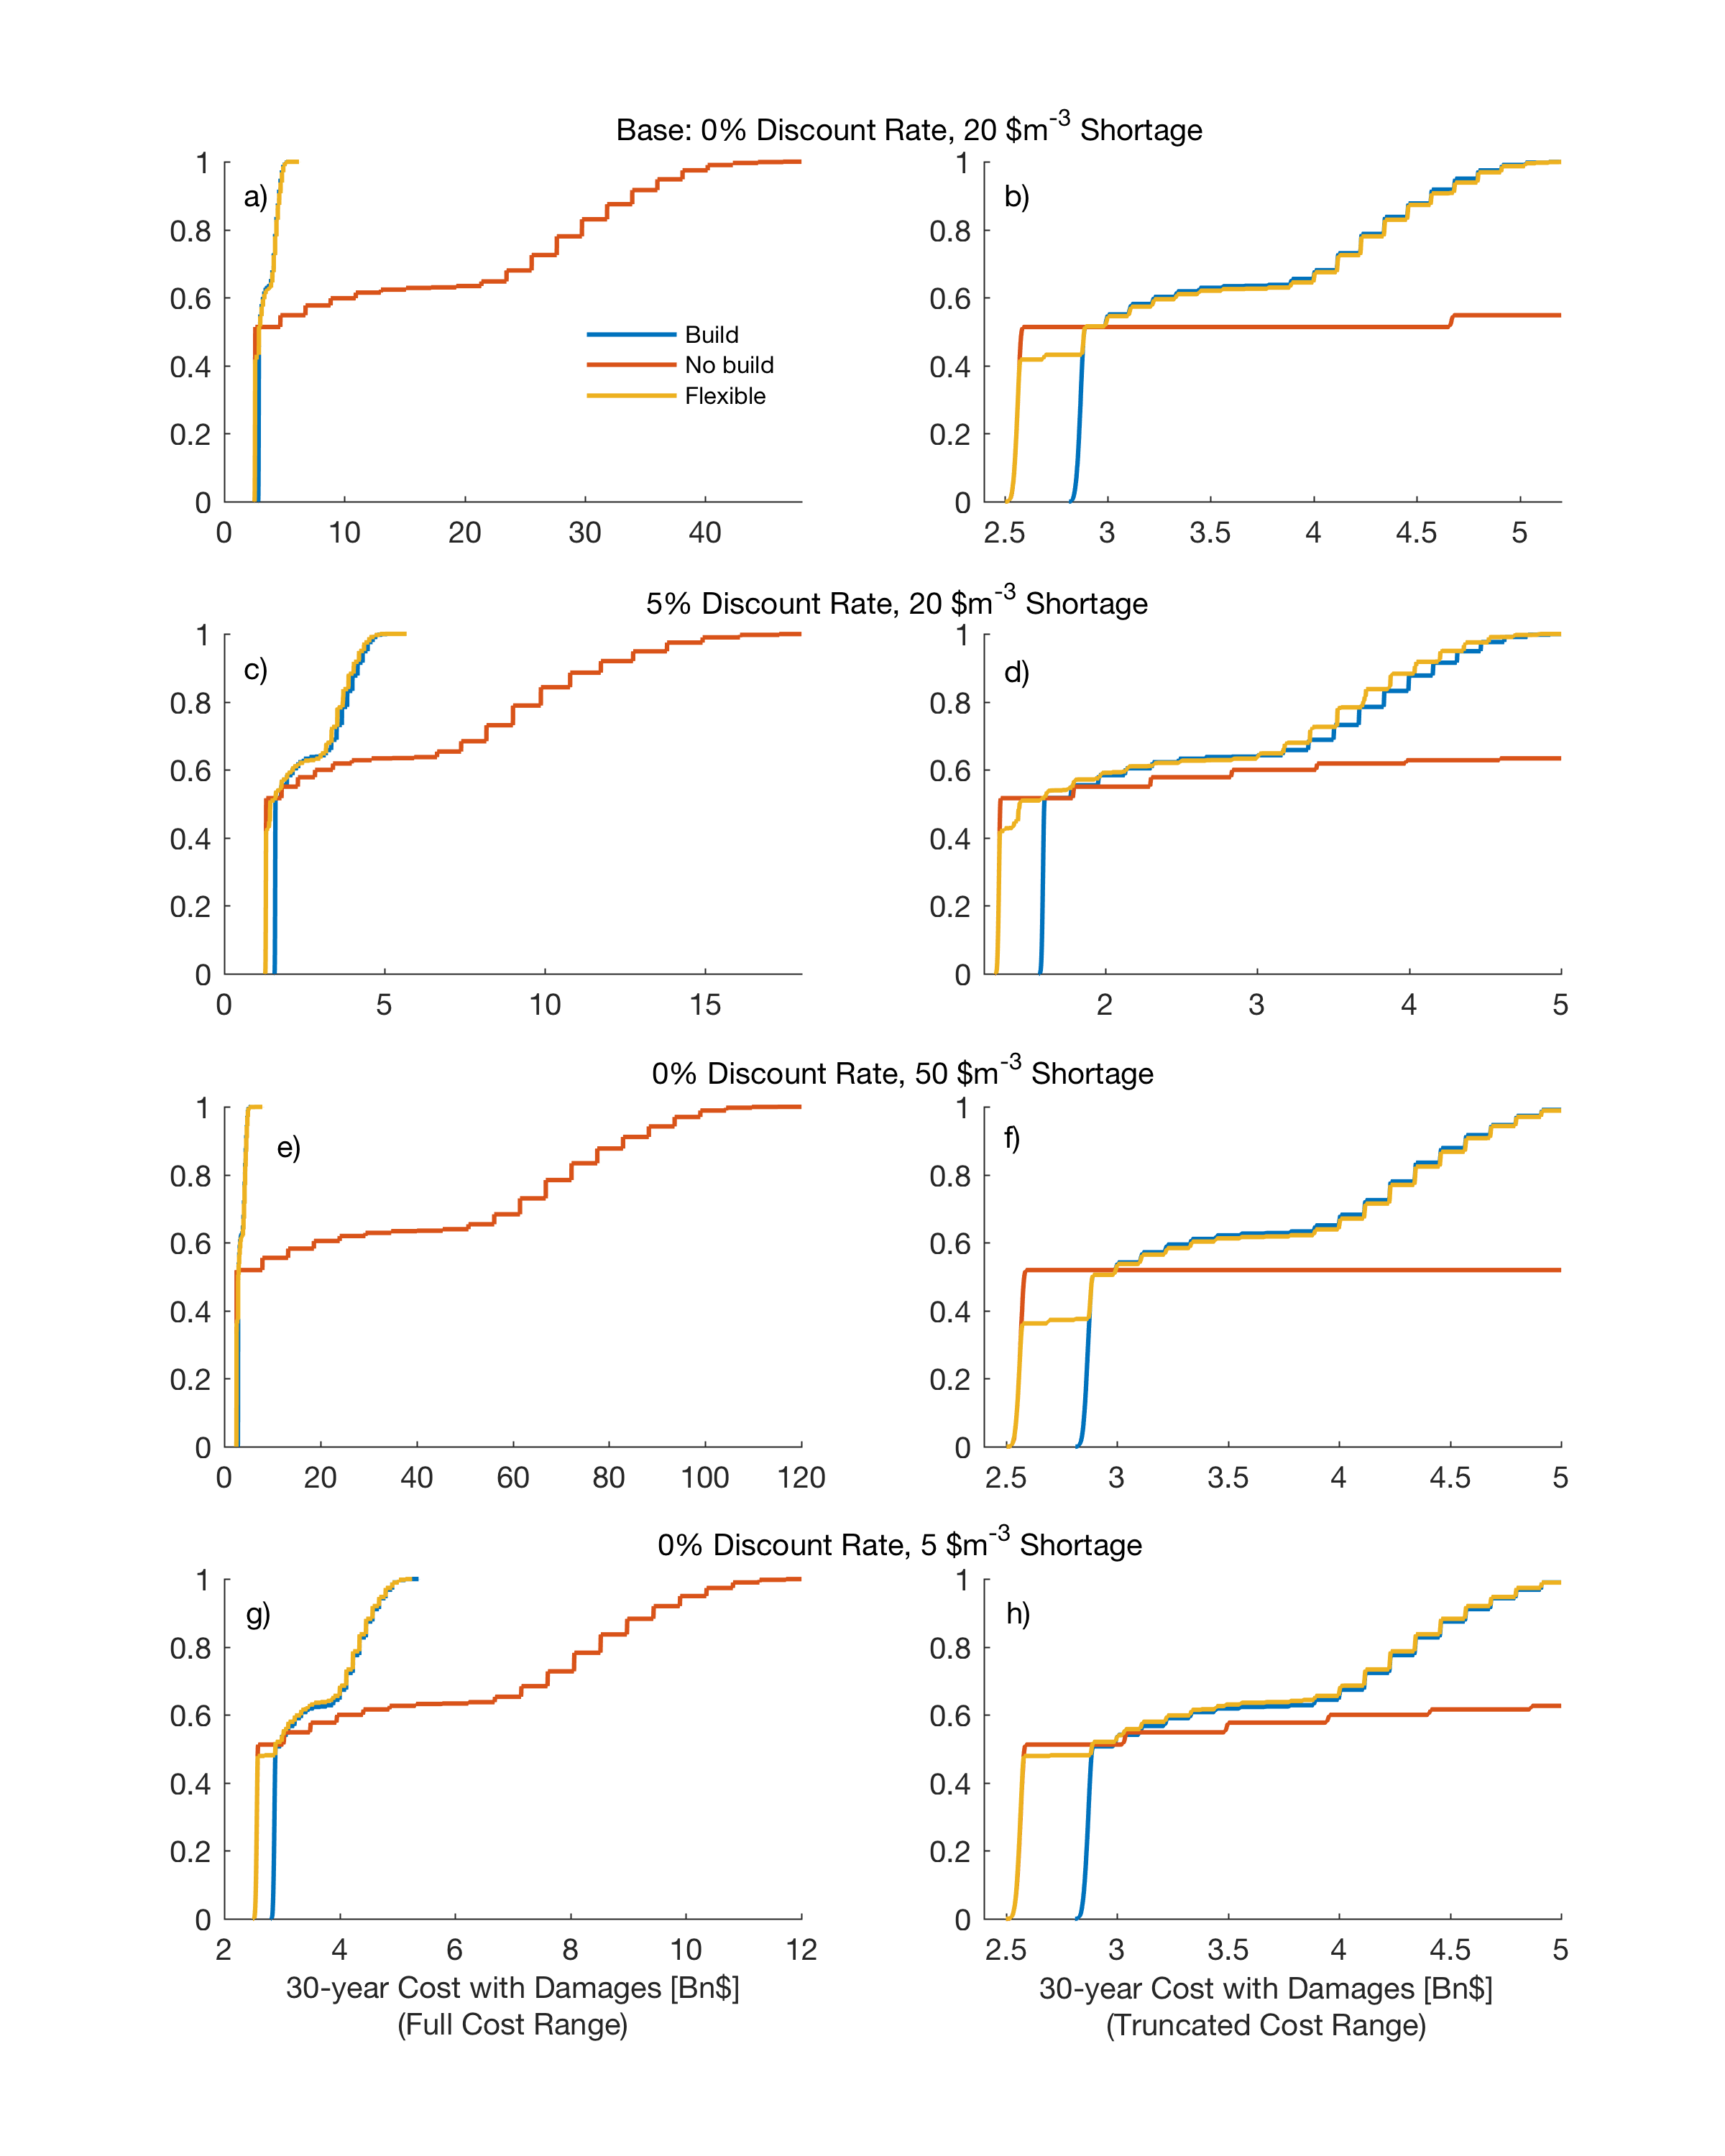 Base: 0% Discount Rate, 20 $m-3 Shortage
1
0.8
0.6
0.4
0.2
0
0 10 20 30 40
a)
Build
No build
Flexible
1
0.8
0.6
0.4
0.2
0
2.5 3 3.5 4 4.5 5
b)
5% Discount Rate, 20 $m-3 Shortage
1
0.8
0.6
0.4
0.2
0
0 5 10 15
c)
1
0.8
0.6
0.4
0.2
0
2 3 4 5
d)
0% Discount Rate, 50 $m-3 Shortage
1
0.8
0.6
0.4
0.2
0
0 20 40 60 80 100 120
e)
1
0.8
0.6
0.4
0.2
0
2.5 3 3.5 4 4.5 5
f)
0% Discount Rate, 5 $m-3 Shortage
1
0.8
0.6
0.4
0.2
0
2 4 6 8 10 12
g)
30-year Cost with Damages [Bn$]
(Full Cost Range)
1
0.8
0.6
0.4
0.2
0
2.5 3 3.5 4 4.5 5
h)
30-year Cost with Damages [Bn$]
(Truncated Cost Range)